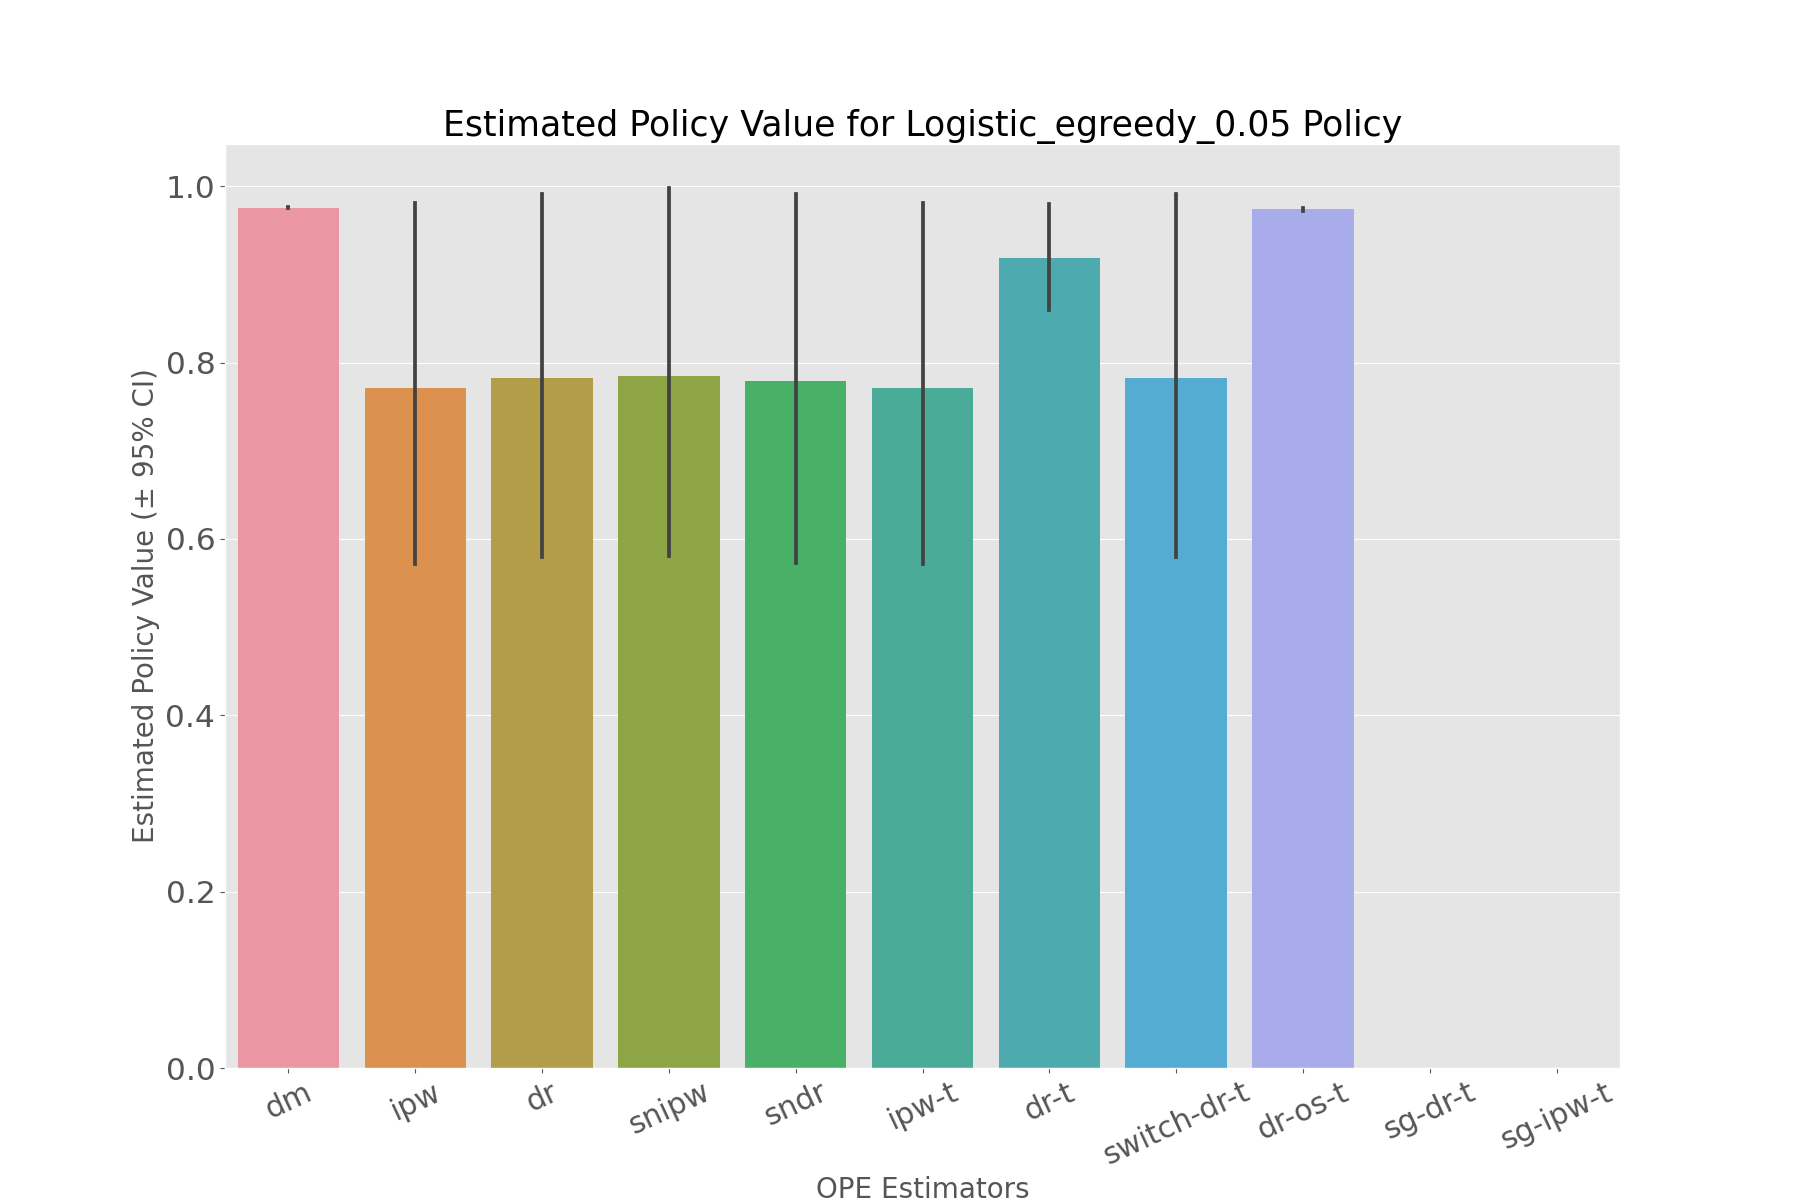 Estimated Policy Value for Logistic_egreedy_0.05 Policy
Estimated Policy Value (± 95% CI)
1.0
0.8
0.6
0.4
0.2
0.0
dm ipw dr snipw sndr ipw-t dr-t switch-dr-t dr-os-t sg-dr-t sg-ipw-t
OPE Estimators